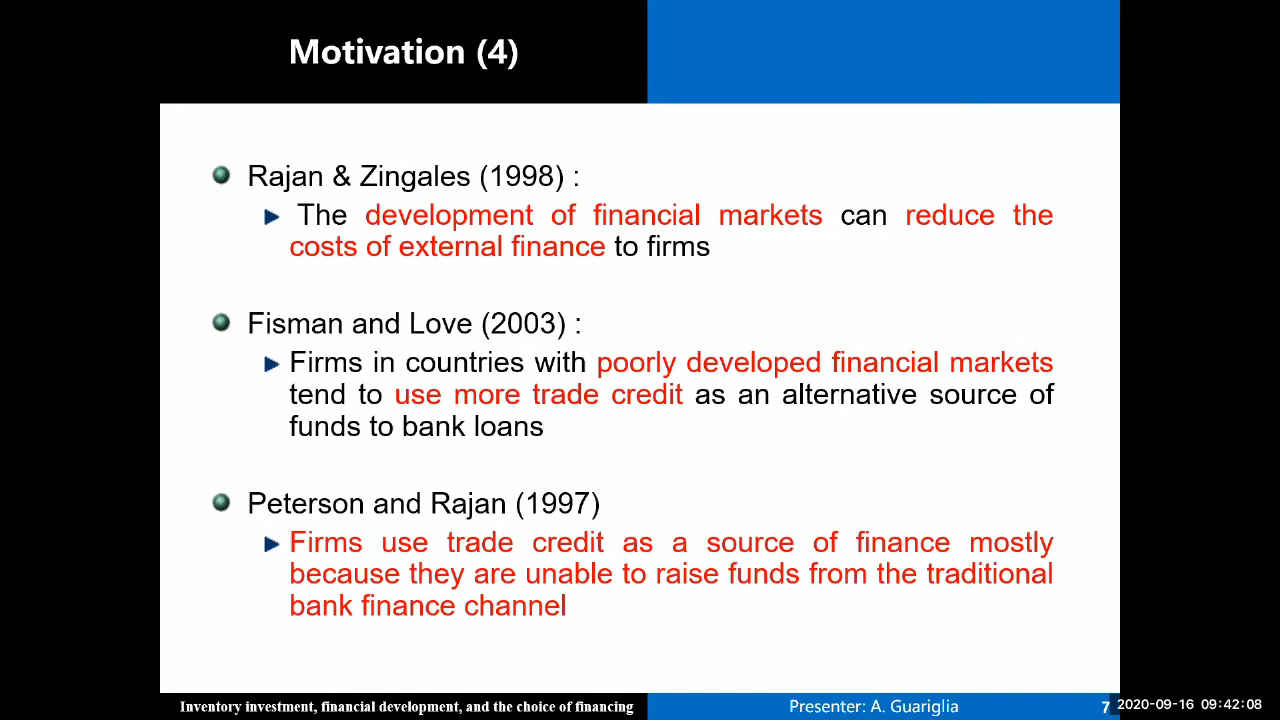 Motivation (4)
Rajan & Zingales (1998) :
The development of financial markets can reduce the
costs of external finance to firms
Fisman and Love (2003) :
Firms in countries with poorly developed financial markets
tend to use more trade credit as an alternative source of
funds to bank loans
Peterson and Rajan (1997)
Firms use trade credit as a source of finance mostly
because they are unable to raise funds from the traditional
bank finance channel
Inventory investment, financial development, and the choice of financing
Presenter: A. Guariglia
7
2020-09-16 09:42:08